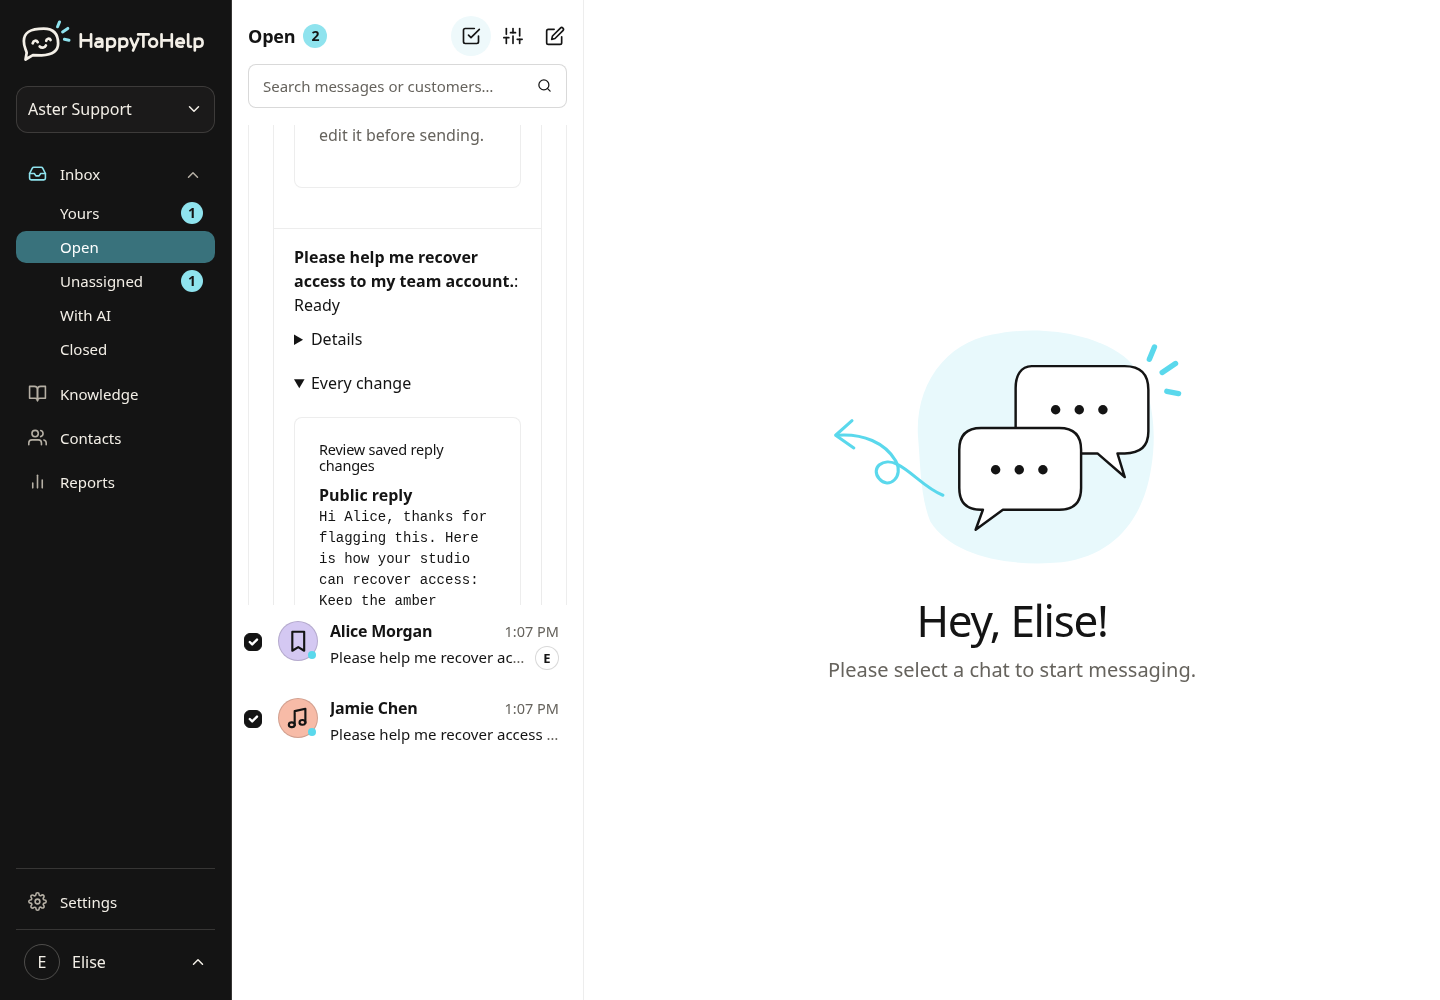 HappyToHelp
Aster Support
Inbox
Yours 1
Open
Unassigned 1
With AI
Closed
Knowledge
Contacts
Reports
Settings
E Elise
Open 2
Search messages or customers...
edit it before sending.
Please help me recover
access to my team account.:
Ready
Details
Every change
Review saved reply
changes
Public reply
Hi Alice, thanks for
flagging this. Here
is how your studio
can recover access:
Keep the amber
Alice Morgan 1:07 PM
Please help me recover ac... E
Jamie Chen 1:07 PM
Please help me recover access ...
Hey, Elise!
Please select a chat to start messaging.